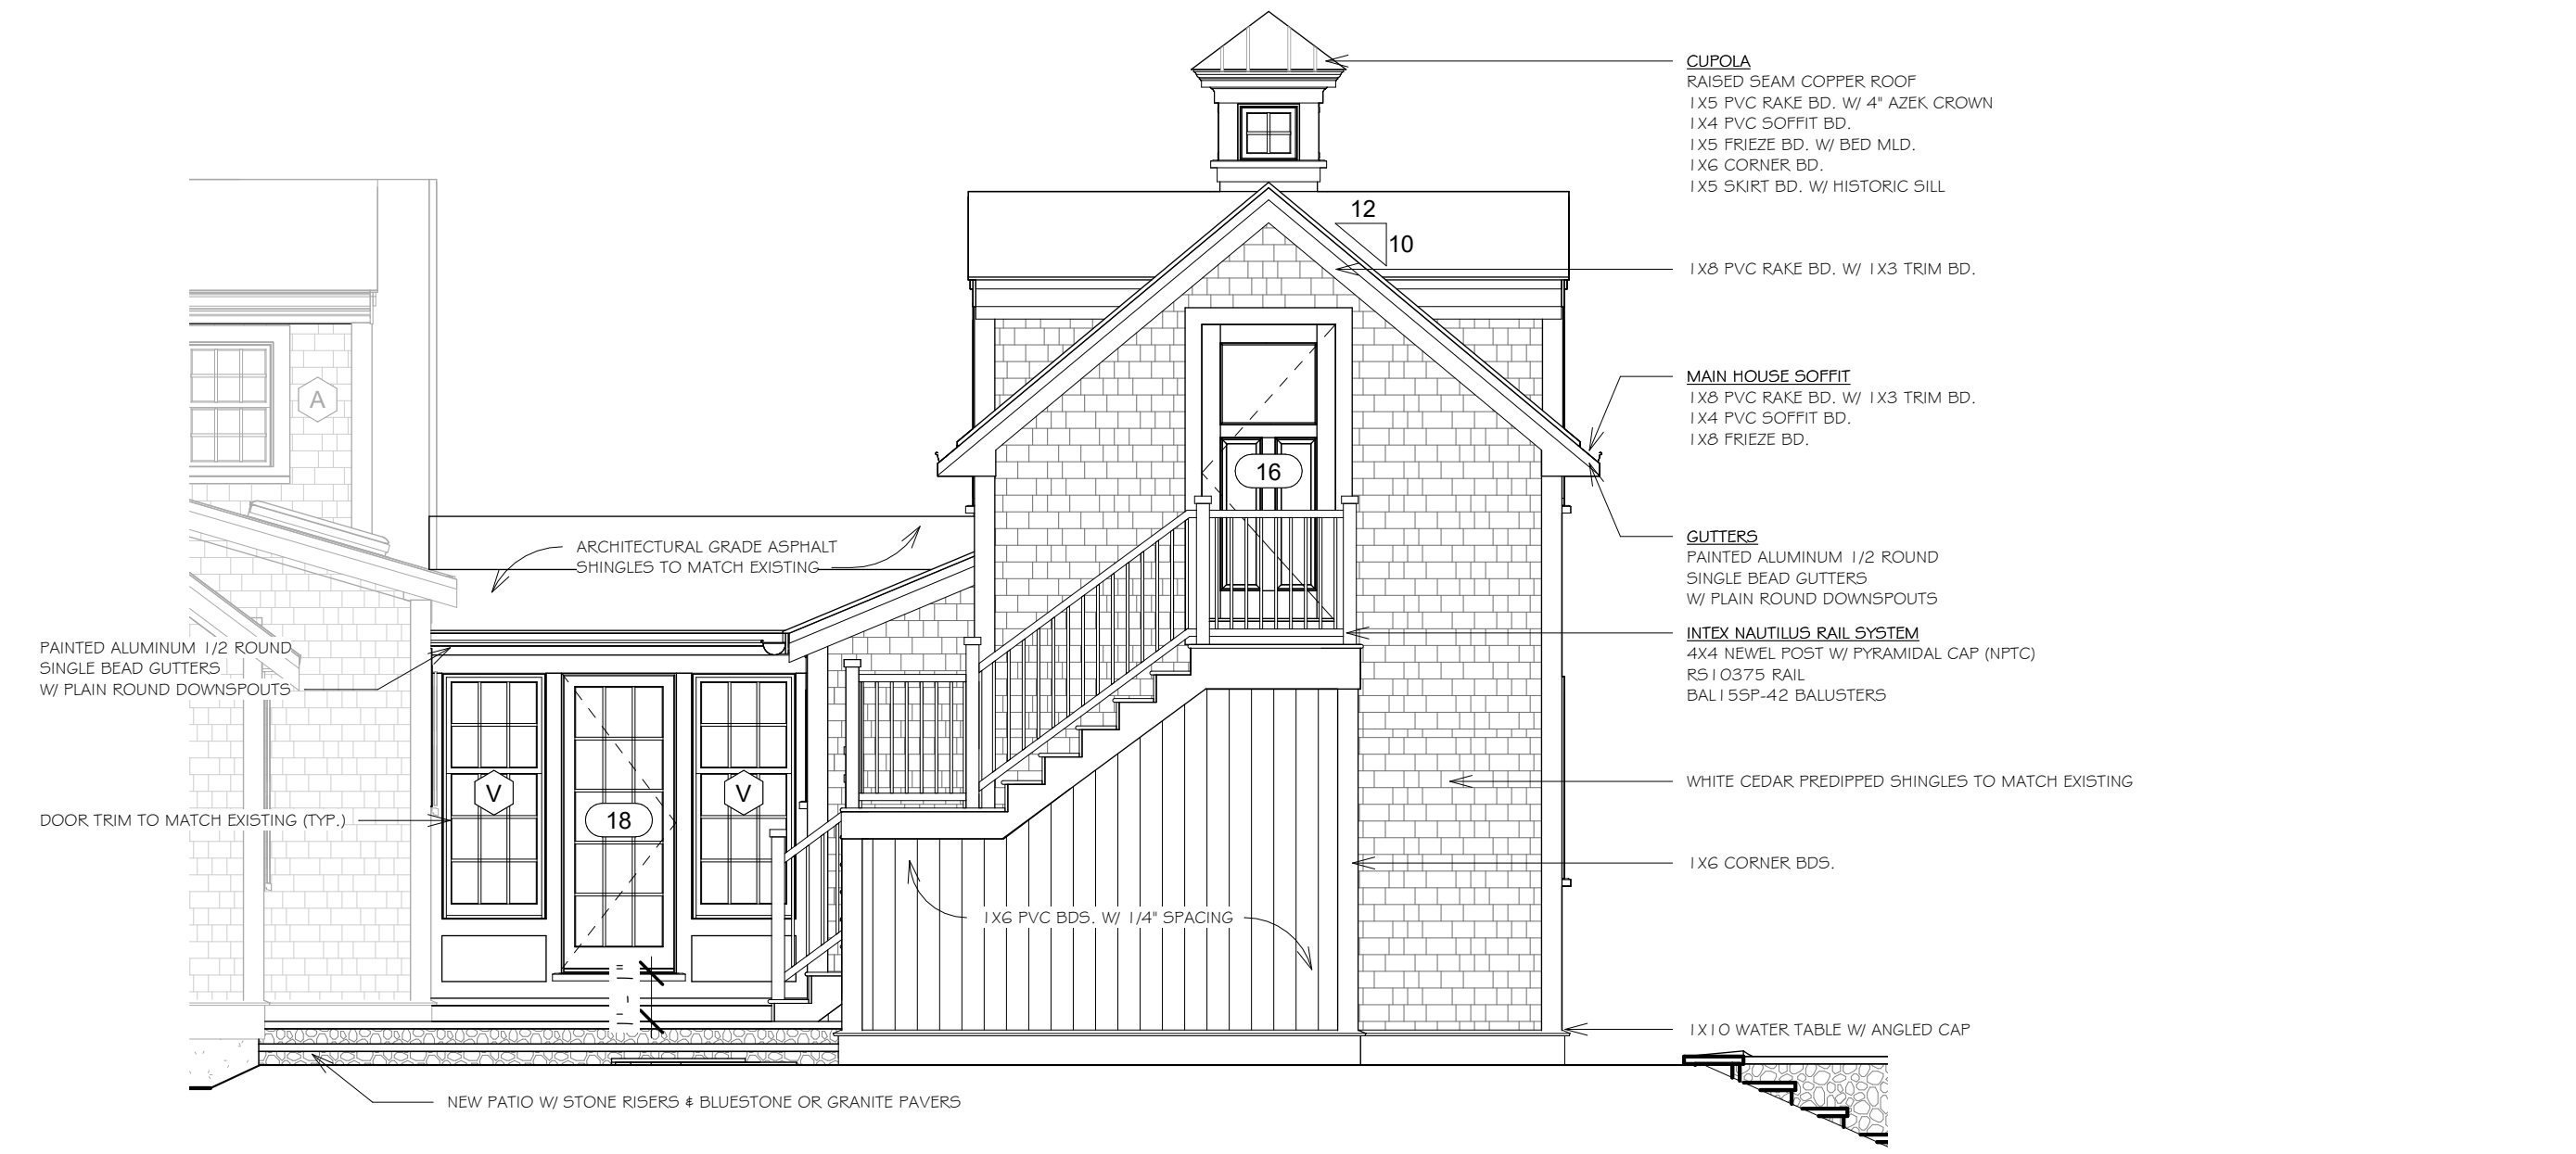 CUPOLA
RAISED SEAM COPPER ROOF
1X5 PVC RAKE BD. W/ 4" AZEK CROWN
1X4 PVC SOFFIT BD.
1X5 FRIEZE BD. W/ BED MLD.
1X6 CORNER BD.
1X5 SKIRT BD. W/ HISTORIC SILL
12
10
1X8 PVC RAKE BD. W/ 1X3 TRIM BD.
MAIN HOUSE SOFFIT
1X8 PVC RAKE BD. W/ 1X3 TRIM BD.
1X4 PVC SOFFIT BD.
1X8 FRIEZE BD.
A
16
GUTTERS
PAINTED ALUMINUM 1/2 ROUND
SINGLE BEAD GUTTERS
W/ PLAIN ROUND DOWNSPOUTS
ARCHITECTURAL GRADE ASPHALT
SHINGLES TO MATCH EXISTING
INTEX NAUTILUS RAIL SYSTEM
4X4 NEWEL POST W/ PYRAMIDAL CAP (NPTC)
RS10375 RAIL
BAL15SP-42 BALUSTERS
PAINTED ALUMINUM 1/2 ROUND
SINGLE BEAD GUTTERS
W/ PLAIN ROUND DOWNSPOUTS
WHITE CEDAR PREDIPPED SHINGLES TO MATCH EXISTING
V
V
18
DOOR TRIM TO MATCH EXISTING (TYP.)
1X6 CORNER BDS.
1X6 PVC BDS. W/ 1/4" SPACING
1X10 WATER TABLE W/ ANGLED CAP
NEW PATIO W/ STONE RISERS & BLUESTONE OR GRANITE PAVERS